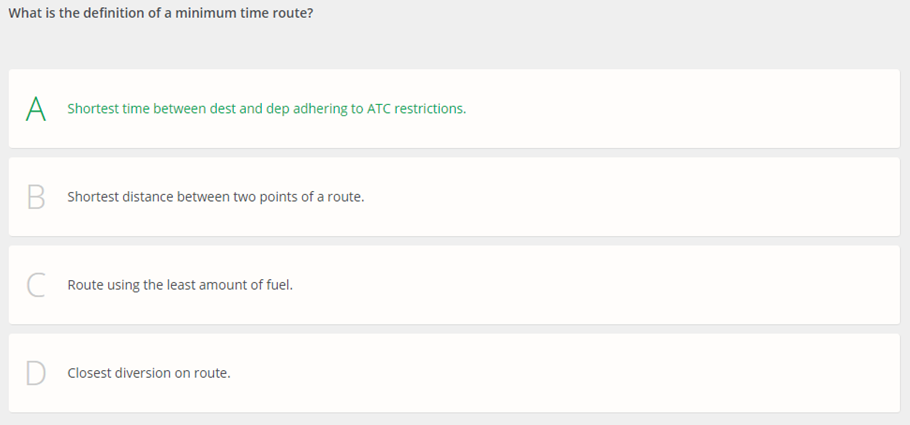 What is the definition of a minimum time route?
A Shortest time between dest and dep adhering to ATC restrictions.
B Shortest distance between two points of a route.
C Route using the least amount of fuel.
D Closest diversion on route.